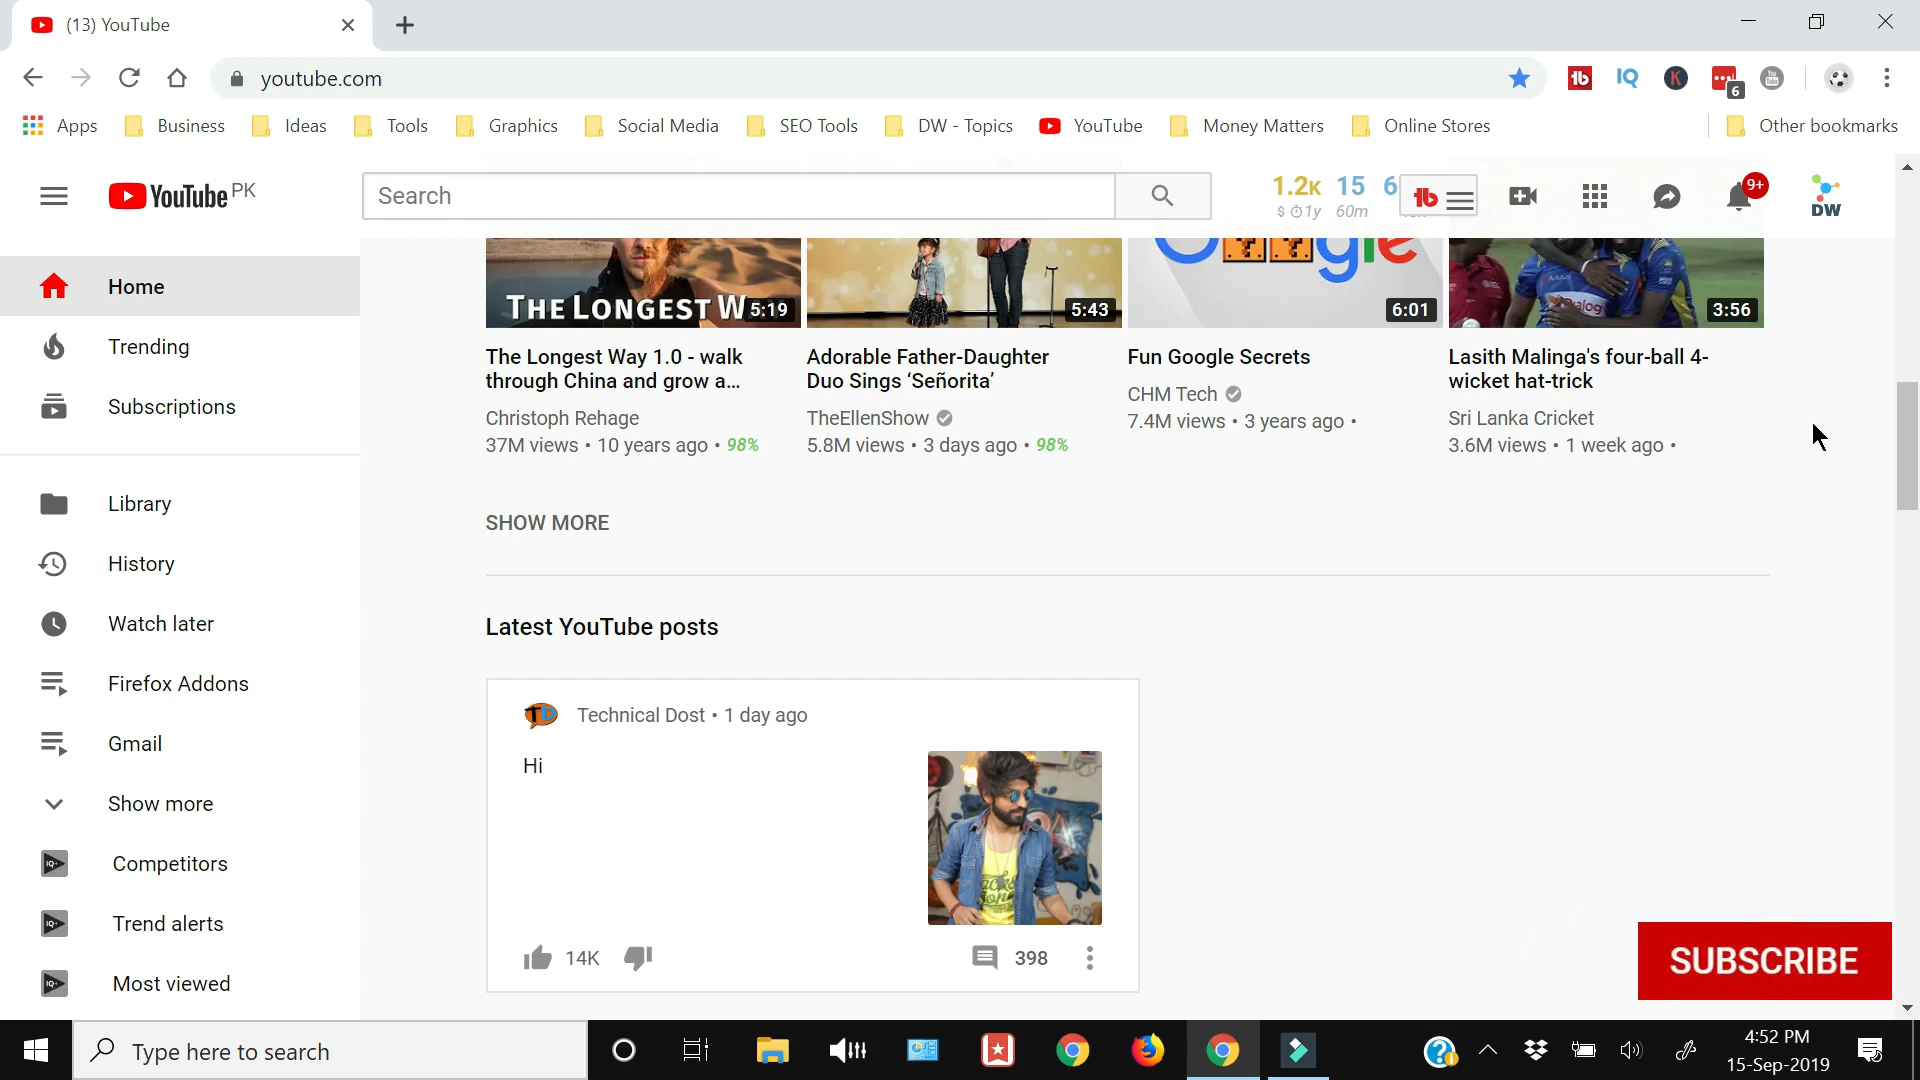 (13) YouTube
youtube.com
6
Apps Business Ideas Tools Graphics Social Media SEO Tools DW - Topics YouTube Money Matters Online Stores Other bookmarks
YouTube PK
Search
1.2K 15 6
$ 1y 60m
9+
DW
Home
Trending
Subscriptions
Library
History
Watch later
Firefox Addons
Gmail
Show more
Competitors
Trend alerts
Most viewed
THE LONGEST W
5:19
5:43
6:01
3:56
The Longest Way 1.0 - walk
through China and grow a...
Christoph Rehage
37M views • 10 years ago • 98%
Adorable Father-Daughter
Duo Sings ‘Señorita’
TheEllenShow
5.8M views • 3 days ago • 98%
Fun Google Secrets
CHM Tech
7.4M views • 3 years ago •
Lasith Malinga's four-ball 4-
wicket hat-trick
Sri Lanka Cricket
3.6M views • 1 week ago •
SHOW MORE
Latest YouTube posts
Technical Dost • 1 day ago
Hi
14K
398
SUBSCRIBE
Type here to search
4:52 PM
15-Sep-2019